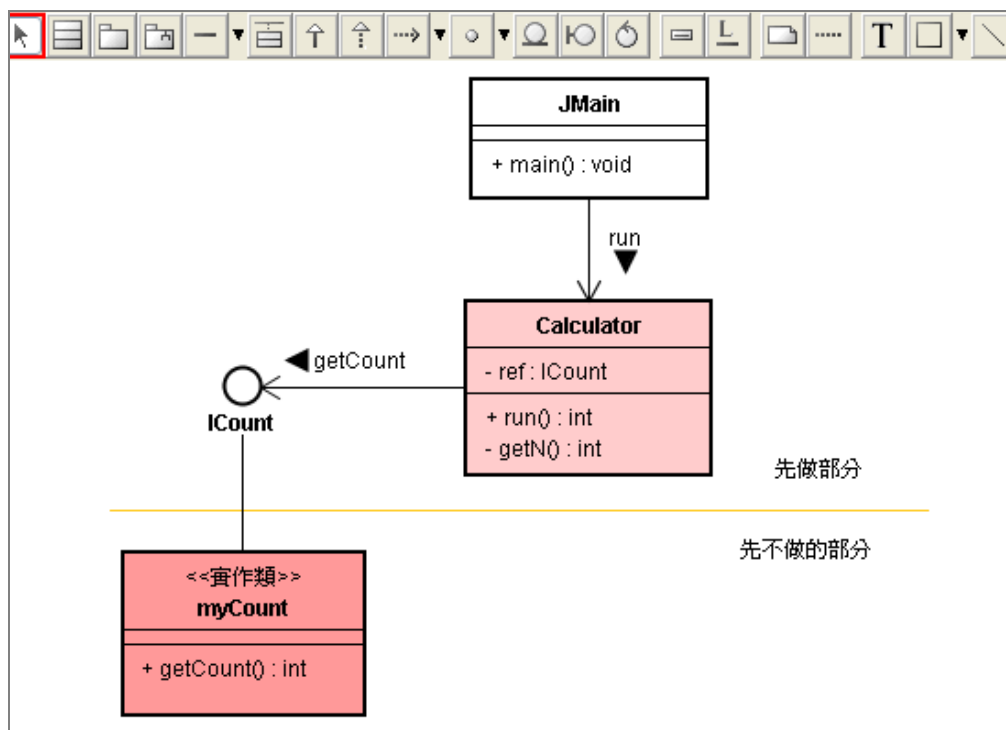 T
JMain
+ main() : void
run
Calculator
- ref : ICount
+ run() : int
- getN() : int
getCount
ICount
先做部分
先不做的部分
<<實作類>>
myCount
+ getCount() : int